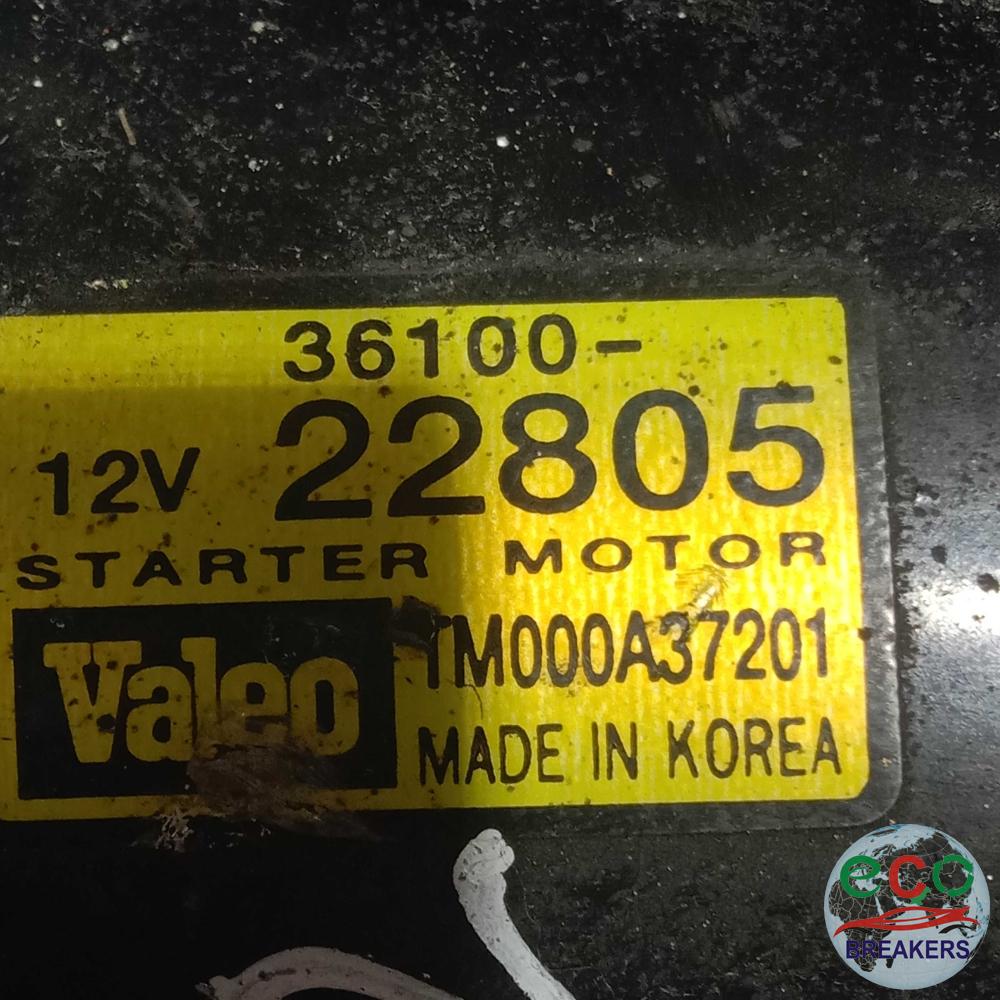 36100-
12V 22805
STARTER MOTOR
Valeo TM000A37201
MADE IN KOREA
eco
BREAKERS